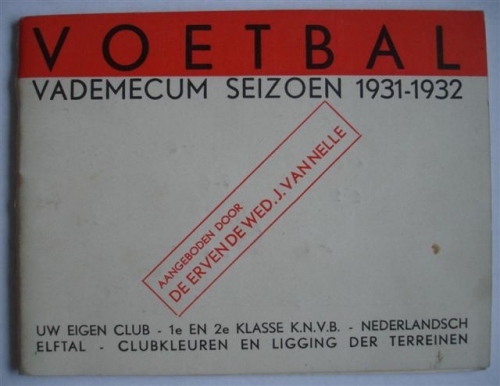 VOETBAL
VADEMECUM SEIZOEN 1931-1932
AANGEBODEN DOOR
DE ERVEN DE WED. J. VAN NELLE
UW EIGEN CLUB - 1e EN 2e KLASSE K.N.V.B. - NEDERLANDSCH
ELFTAL - CLUBKLEUREN EN LIGGING DER TERREINEN